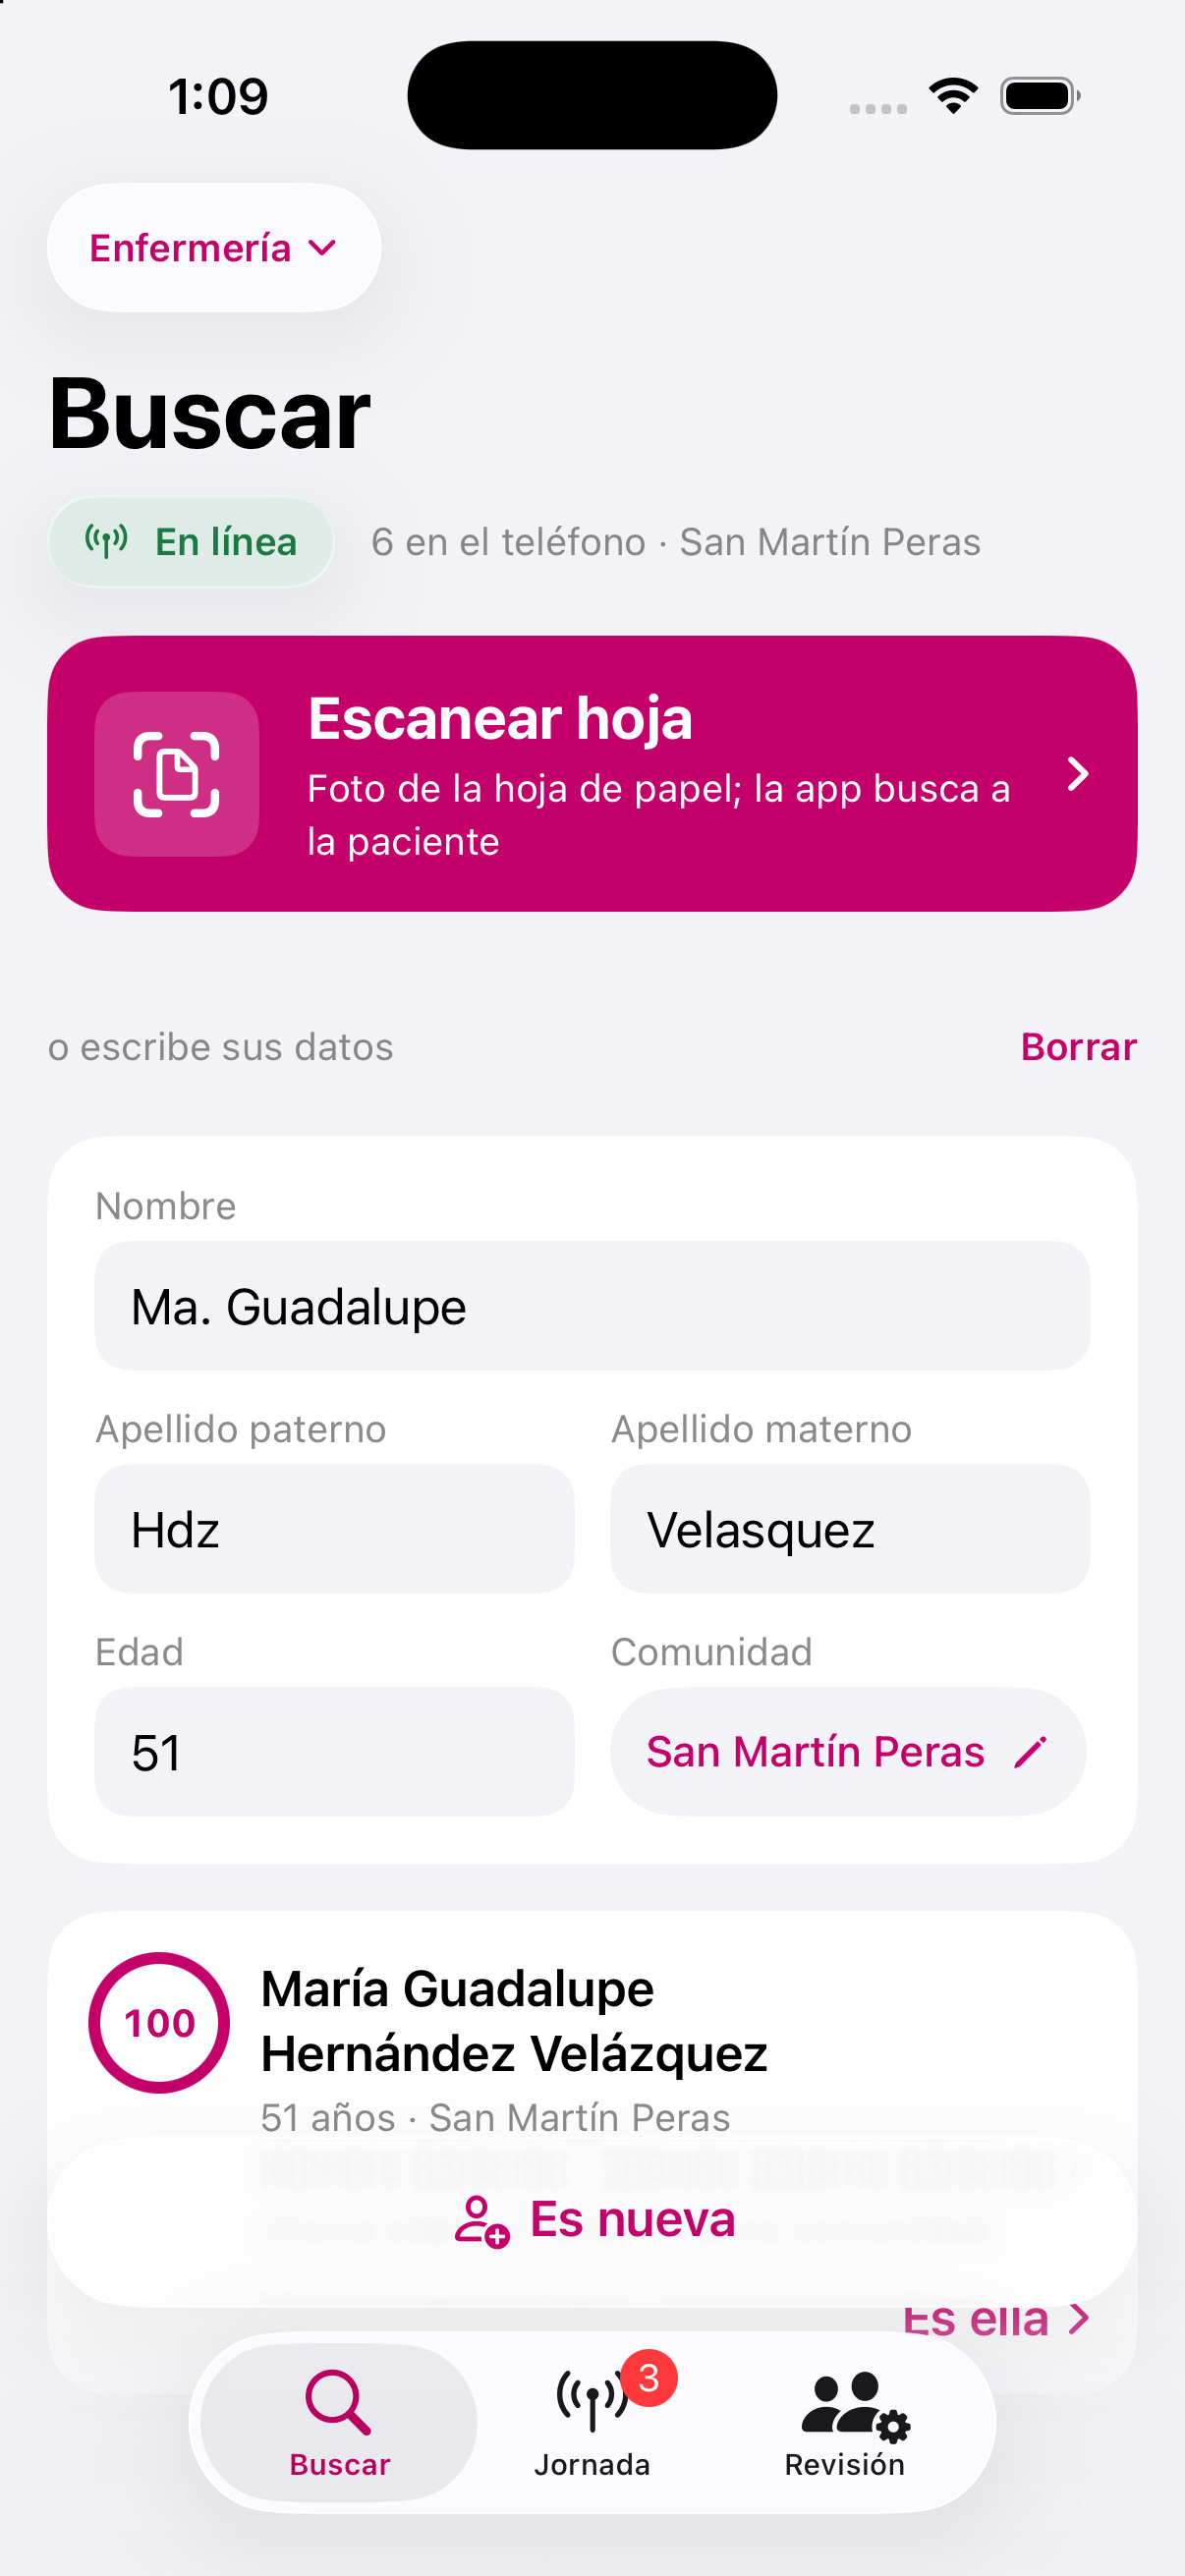 1:09
Enfermería
Buscar
En línea
6 en el teléfono · San Martín Peras
Escanear hoja
Foto de la hoja de papel; la app busca a
la paciente
o escribe sus datos
Borrar
Nombre
Ma. Guadalupe
Apellido paterno
Apellido materno
Hdz
Velasquez
Edad
Comunidad
51
San Martín Peras
100
María Guadalupe
Hernández Velázquez
51 años · San Martín Peras
Es nueva
Es ella
3
Buscar
Jornada
Revisión